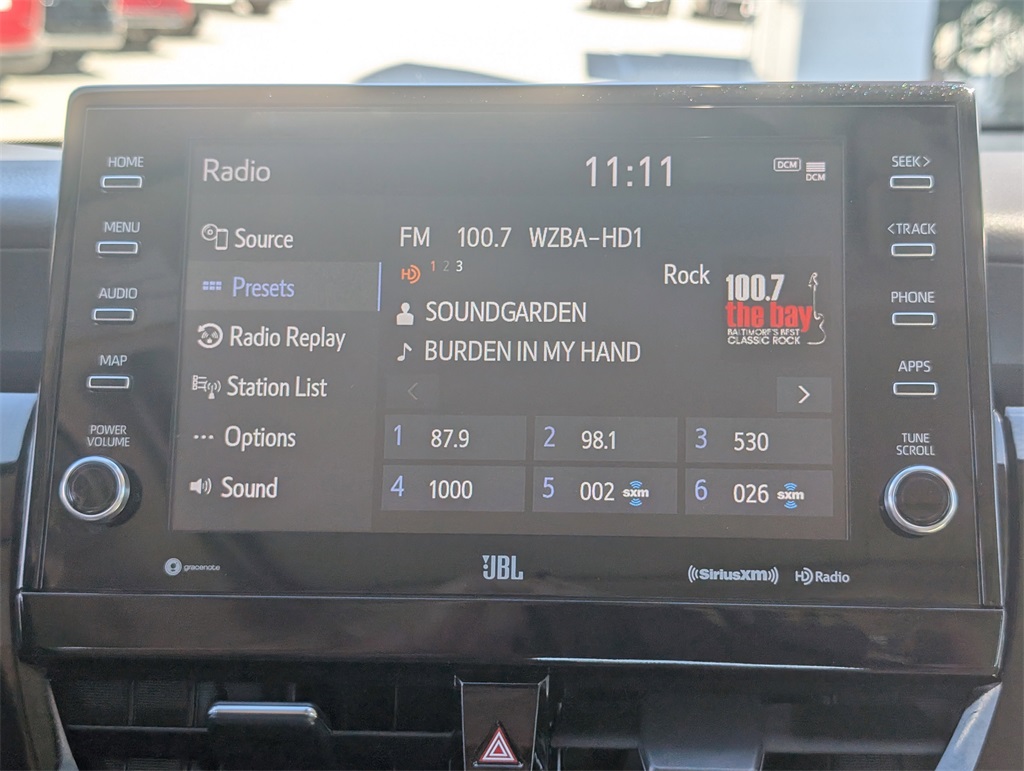 HOME
MENU
AUDIO
MAP
POWER
VOLUME
Radio
11:11
DCM
DCM
Source
Presets
Radio Replay
Station List
Options
Sound
FM 100.7 WZBA-HD1
HD 1 2 3
Rock
SOUNDGARDEN
BURDEN IN MY HAND
100.7
the bay
BALTIMORE'S BEST
CLASSIC ROCK
1 87.9
2 98.1
3 530
4 1000
5 002 sxm
6 026 sxm
SEEK>
<TRACK
PHONE
APPS
TUNE
SCROLL
gracenote
JBL
((SiriusXM))
HD Radio